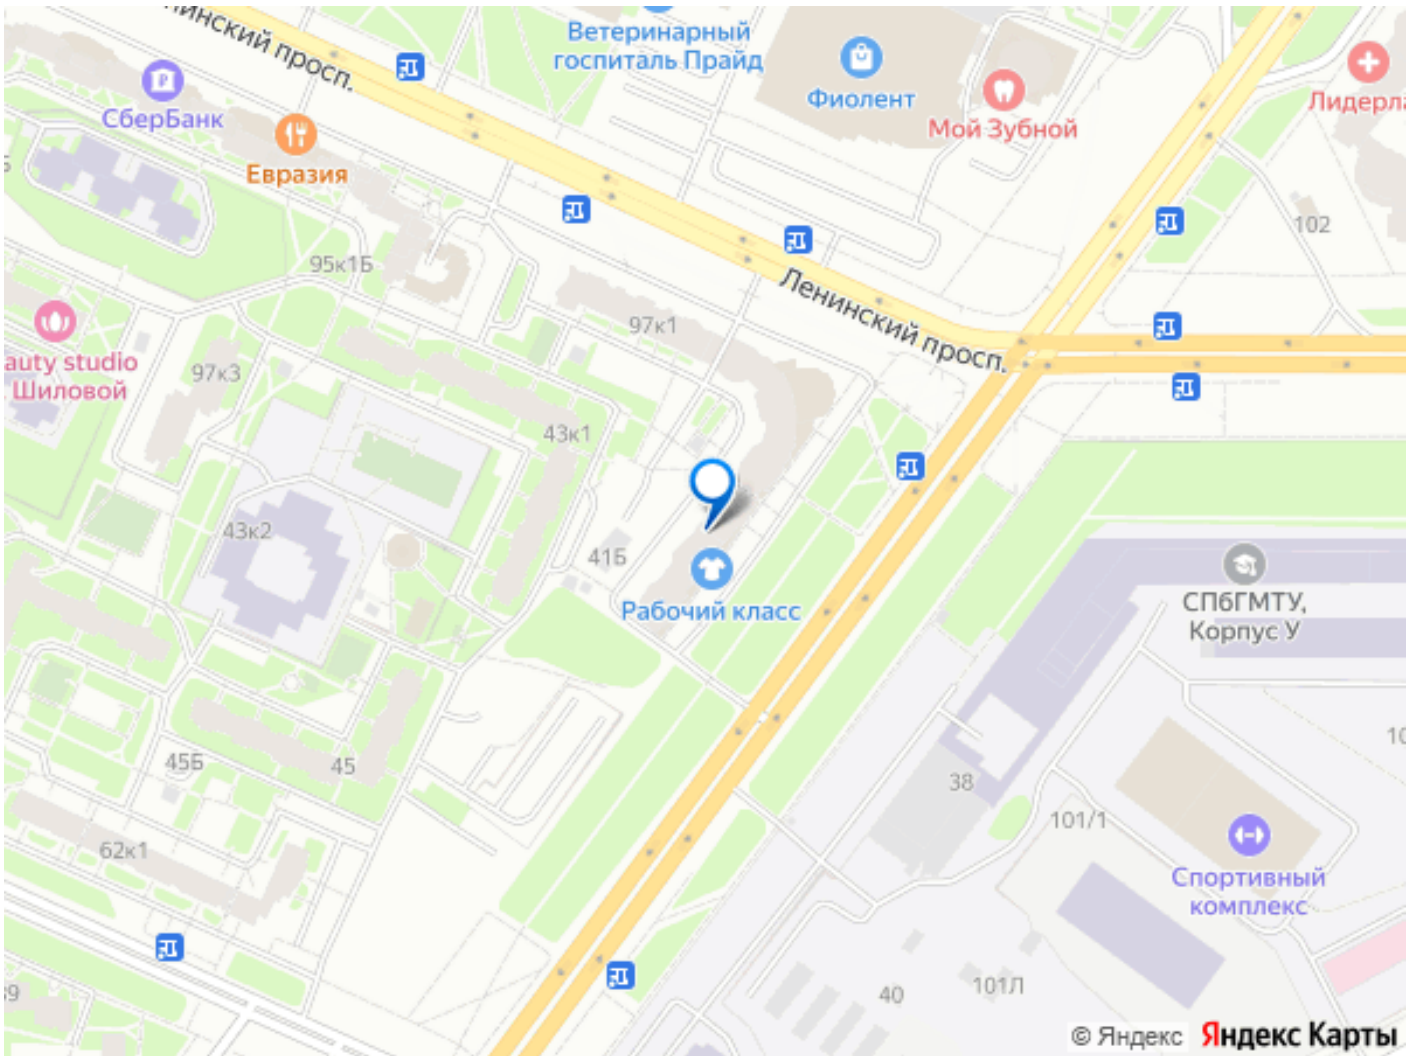 Ленинский просп.
Ветеринарный
госпиталь Прайд
СберБанк
Фиолент
Мой Зубной
Евразия
102
95к1Б
Ленинский просп.
97к1
auty studio
Шиловой
97к3
43к1
43к2
41Б
Рабочий класс
СПбГМТУ,
Корпус У
45Б
45
38
101/1
62к1
Спортивный
комплекс
40
101Л
© Яндекс Яндекс Карты